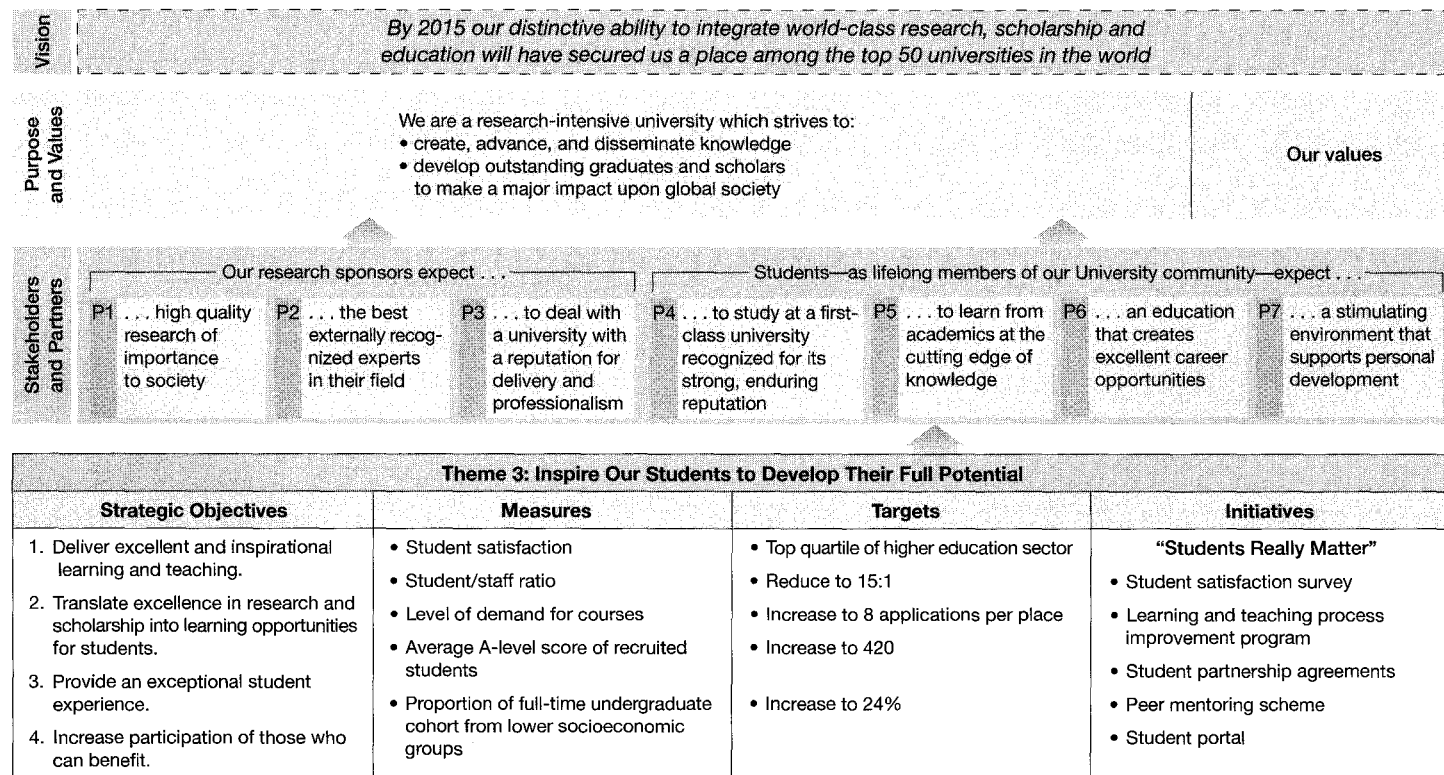 Vision
By 2015 our distinctive ability to integrate world-class research, scholarship and
education will have secured us a place among the top 50 universities in the world
Purpose
and Values
We are a research-intensive university which strives to:
• create, advance, and disseminate knowledge
• develop outstanding graduates and scholars
to make a major impact upon global society
Our values
Stakeholders
and Partners
Our research sponsors expect . . .
P1 . . . high quality
research of
importance
to society
P2 . . . the best
externally recog-
nized experts
in their field
P3 . . . to deal with
a university with
a reputation for
delivery and
professionalism
Students—as lifelong members of our University community—expect . . .
P4 . . . to study at a first-
class university
recognized for its
strong, enduring
reputation
P5 . . . to learn from
academics at the
cutting edge of
knowledge
P6 . . . an education
that creates
excellent career
opportunities
P7 . . . a stimulating
environment that
supports personal
development
Theme 3: Inspire Our Students to Develop Their Full Potential
Strategic Objectives
1. Deliver excellent and inspirational
learning and teaching.
2. Translate excellence in research and
scholarship into learning opportunities
for students.
3. Provide an exceptional student
experience.
4. Increase participation of those who
can benefit.
Measures
• Student satisfaction
• Student/staff ratio
• Level of demand for courses
• Average A-level score of recruited
students
• Proportion of full-time undergraduate
cohort from lower socioeconomic
groups
Targets
• Top quartile of higher education sector
• Reduce to 15:1
• Increase to 8 applications per place
• Increase to 420
• Increase to 24%
Initiatives
“Students Really Matter”
• Student satisfaction survey
• Learning and teaching process
improvement program
• Student partnership agreements
• Peer mentoring scheme
• Student portal